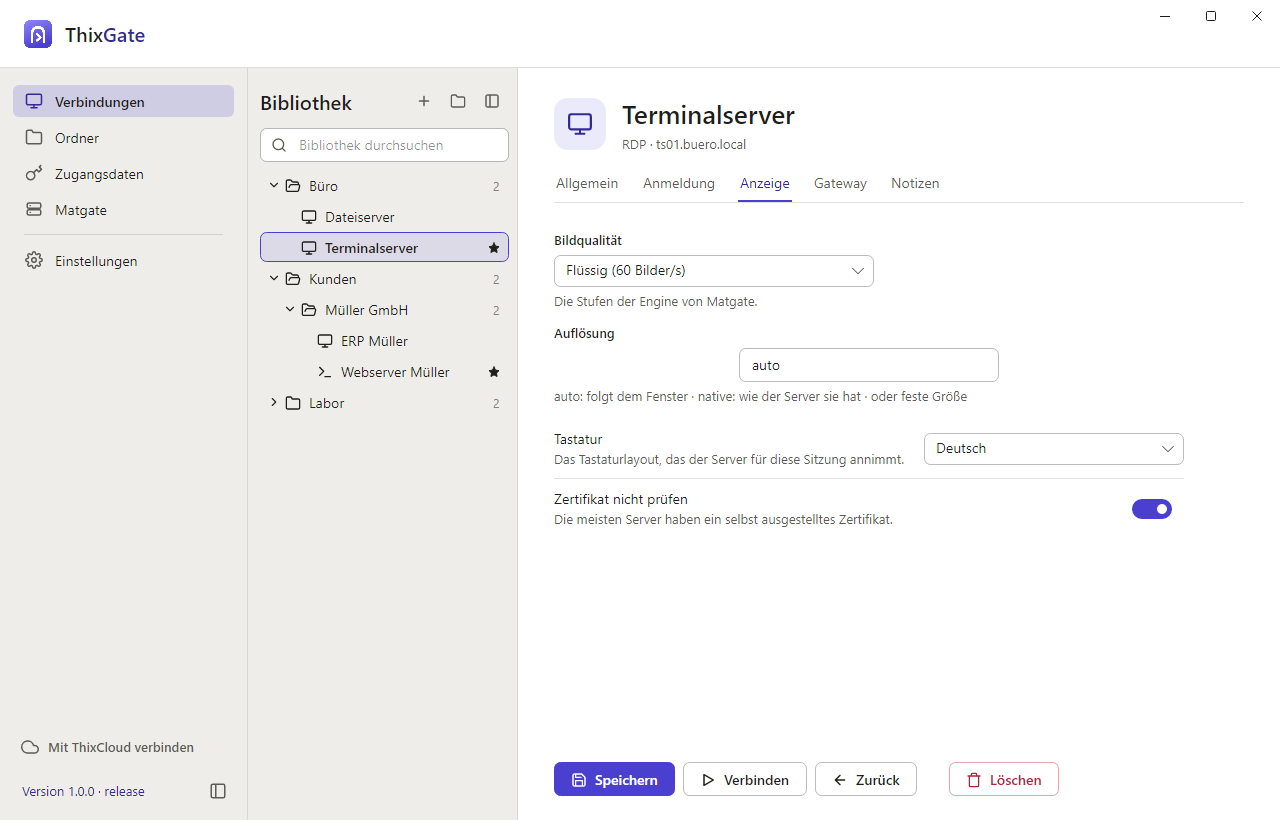 ThixGate
Verbindungen
Ordner
Zugangsdaten
Matgate
Einstellungen
Mit ThixCloud verbinden
Version 1.0.0 · release
Bibliothek
Bibliothek durchsuchen
Büro 2
Dateiserver
Terminalserver
Kunden 2
Müller GmbH 2
ERP Müller
Webserver Müller
Labor 2
Terminalserver
RDP · ts01.buero.local
Allgemein Anmeldung Anzeige Gateway Notizen
Bildqualität
Flüssig (60 Bilder/s)
Die Stufen der Engine von Matgate.
Auflösung
auto
auto: folgt dem Fenster · native: wie der Server sie hat · oder feste Größe
Tastatur
Das Tastaturlayout, das der Server für diese Sitzung annimmt.
Deutsch
Zertifikat nicht prüfen
Die meisten Server haben ein selbst ausgestelltes Zertifikat.
Speichern Verbinden Zurück Löschen